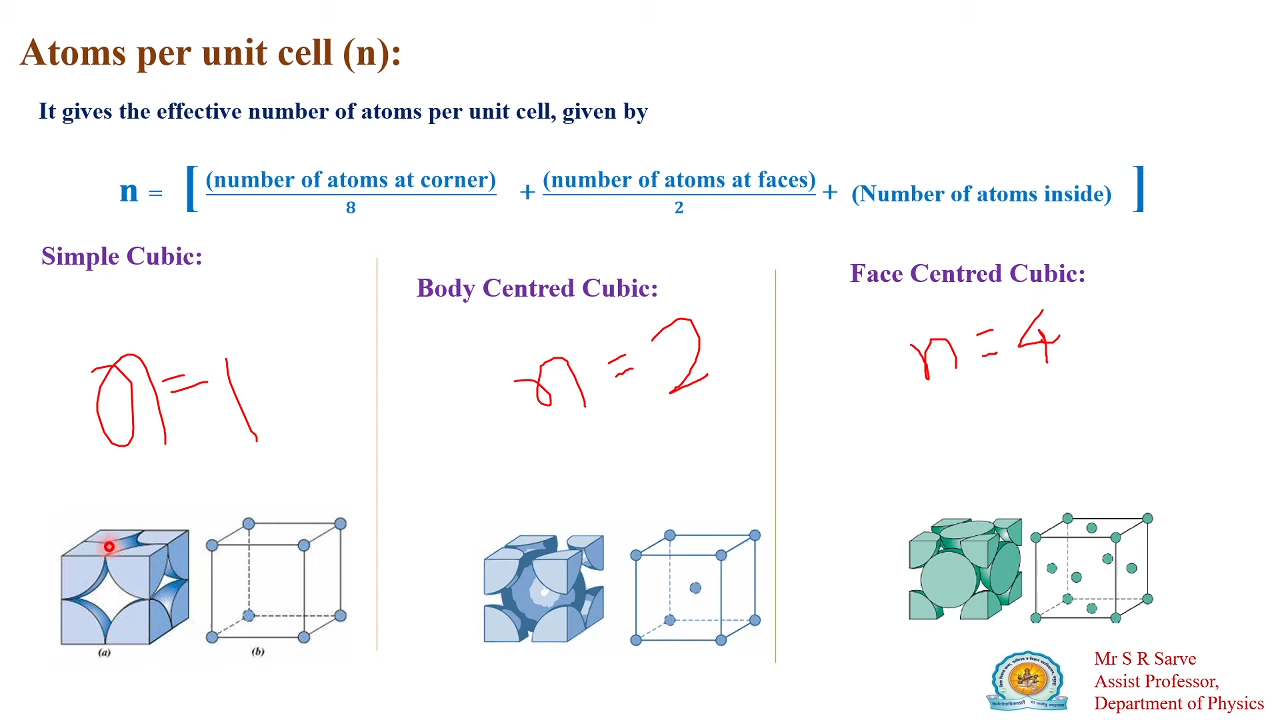 Atoms per unit cell (n):
It gives the effective number of atoms per unit cell, given by
n = [ (number of atoms at corner) / 8 + (number of atoms at faces) / 2 + (Number of atoms inside) ]
Simple Cubic:
n = 1
(a)
(b)
Body Centred Cubic:
n = 2
Face Centred Cubic:
n = 4
Mr S R Sarve
Assist Professor,
Department of Physics